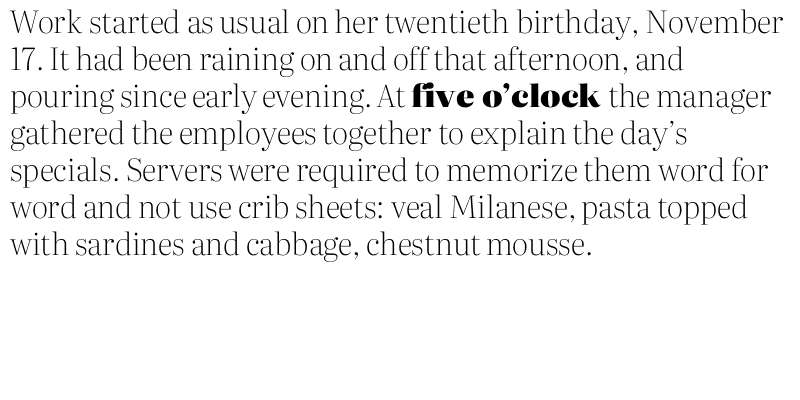 Work started as usual on her twentieth birthday, November
17. It had been raining on and off that afternoon, and
pouring since early evening. At five o’clock the manager
gathered the employees together to explain the day’s
specials. Servers were required to memorize them word for
word and not use crib sheets: veal Milanese, pasta topped
with sardines and cabbage, chestnut mousse.